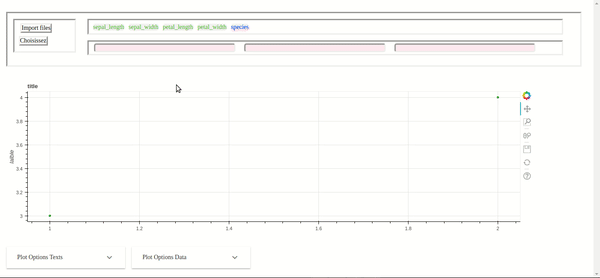 Import files
Choisissez
sepal_length sepal_width petal_length petal_width species
title
4
3.8
3.6
3.4
3.2
3
1 1.2 1.4 1.6 1.8 2
Plot Options Texts
Plot Options Data